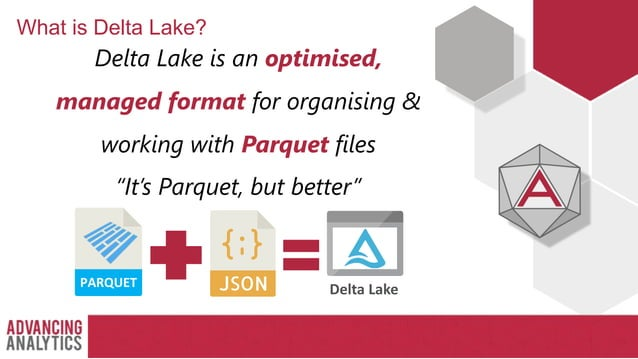 What is Delta Lake?
Delta Lake is an optimised,
managed format for organising &
working with Parquet files
“It’s Parquet, but better”
A
{;}
PARQUET
JSON
Delta Lake
ADVANCING
ANALYTICS